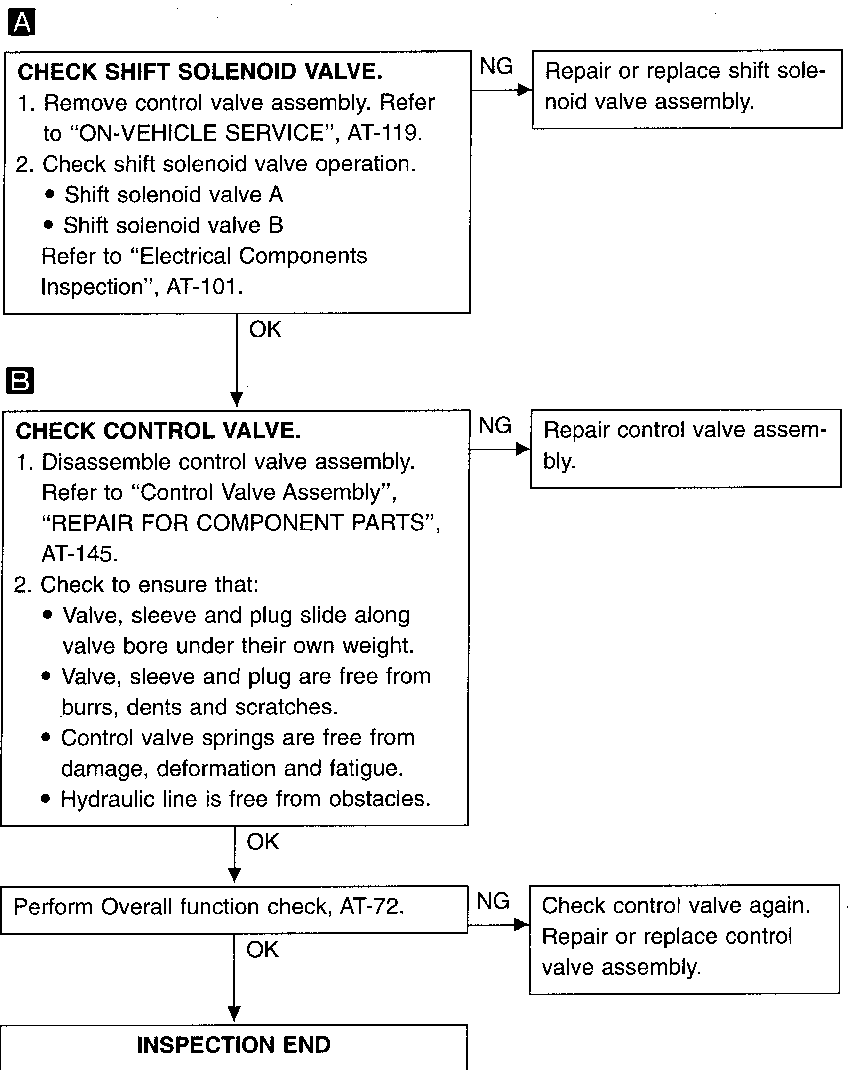 A
CHECK SHIFT SOLENOID VALVE.
1. Remove control valve assembly. Refer
to “ON-VEHICLE SERVICE”, AT-119.
2. Check shift solenoid valve operation.
• Shift solenoid valve A
• Shift solenoid valve B
Refer to “Electrical Components
Inspection”, AT-101.
NG
Repair or replace shift sole-
noid valve assembly.
OK
B
CHECK CONTROL VALVE.
1. Disassemble control valve assembly.
Refer to “Control Valve Assembly”,
“REPAIR FOR COMPONENT PARTS”,
AT-145.
2. Check to ensure that:
• Valve, sleeve and plug slide along
valve bore under their own weight.
• Valve, sleeve and plug are free from
burrs, dents and scratches.
• Control valve springs are free from
damage, deformation and fatigue.
• Hydraulic line is free from obstacles.
NG
Repair control valve assem-
bly.
OK
Perform Overall function check, AT-72.
NG
Check control valve again.
Repair or replace control
valve assembly.
OK
INSPECTION END